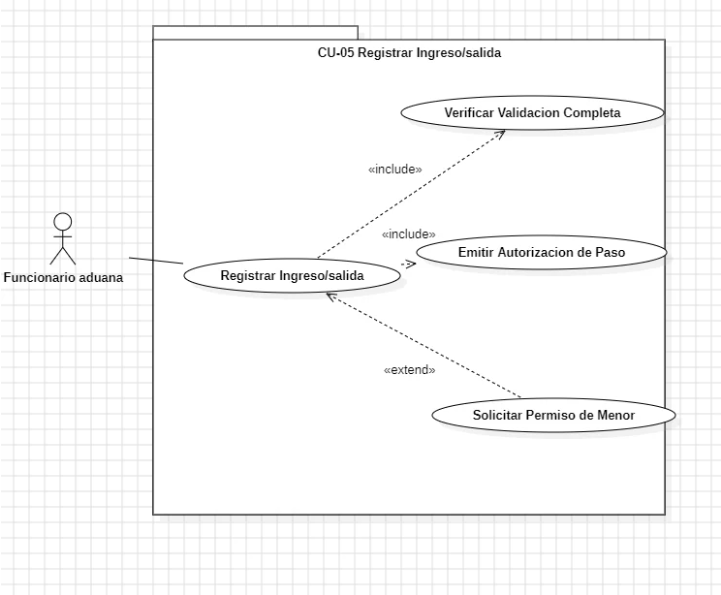 CU-05 Registrar Ingreso/salida
Verificar Validacion Completa
«include»
«include»
Emitir Autorizacion de Paso
Funcionario aduana
Registrar Ingreso/salida
«extend»
Solicitar Permiso de Menor